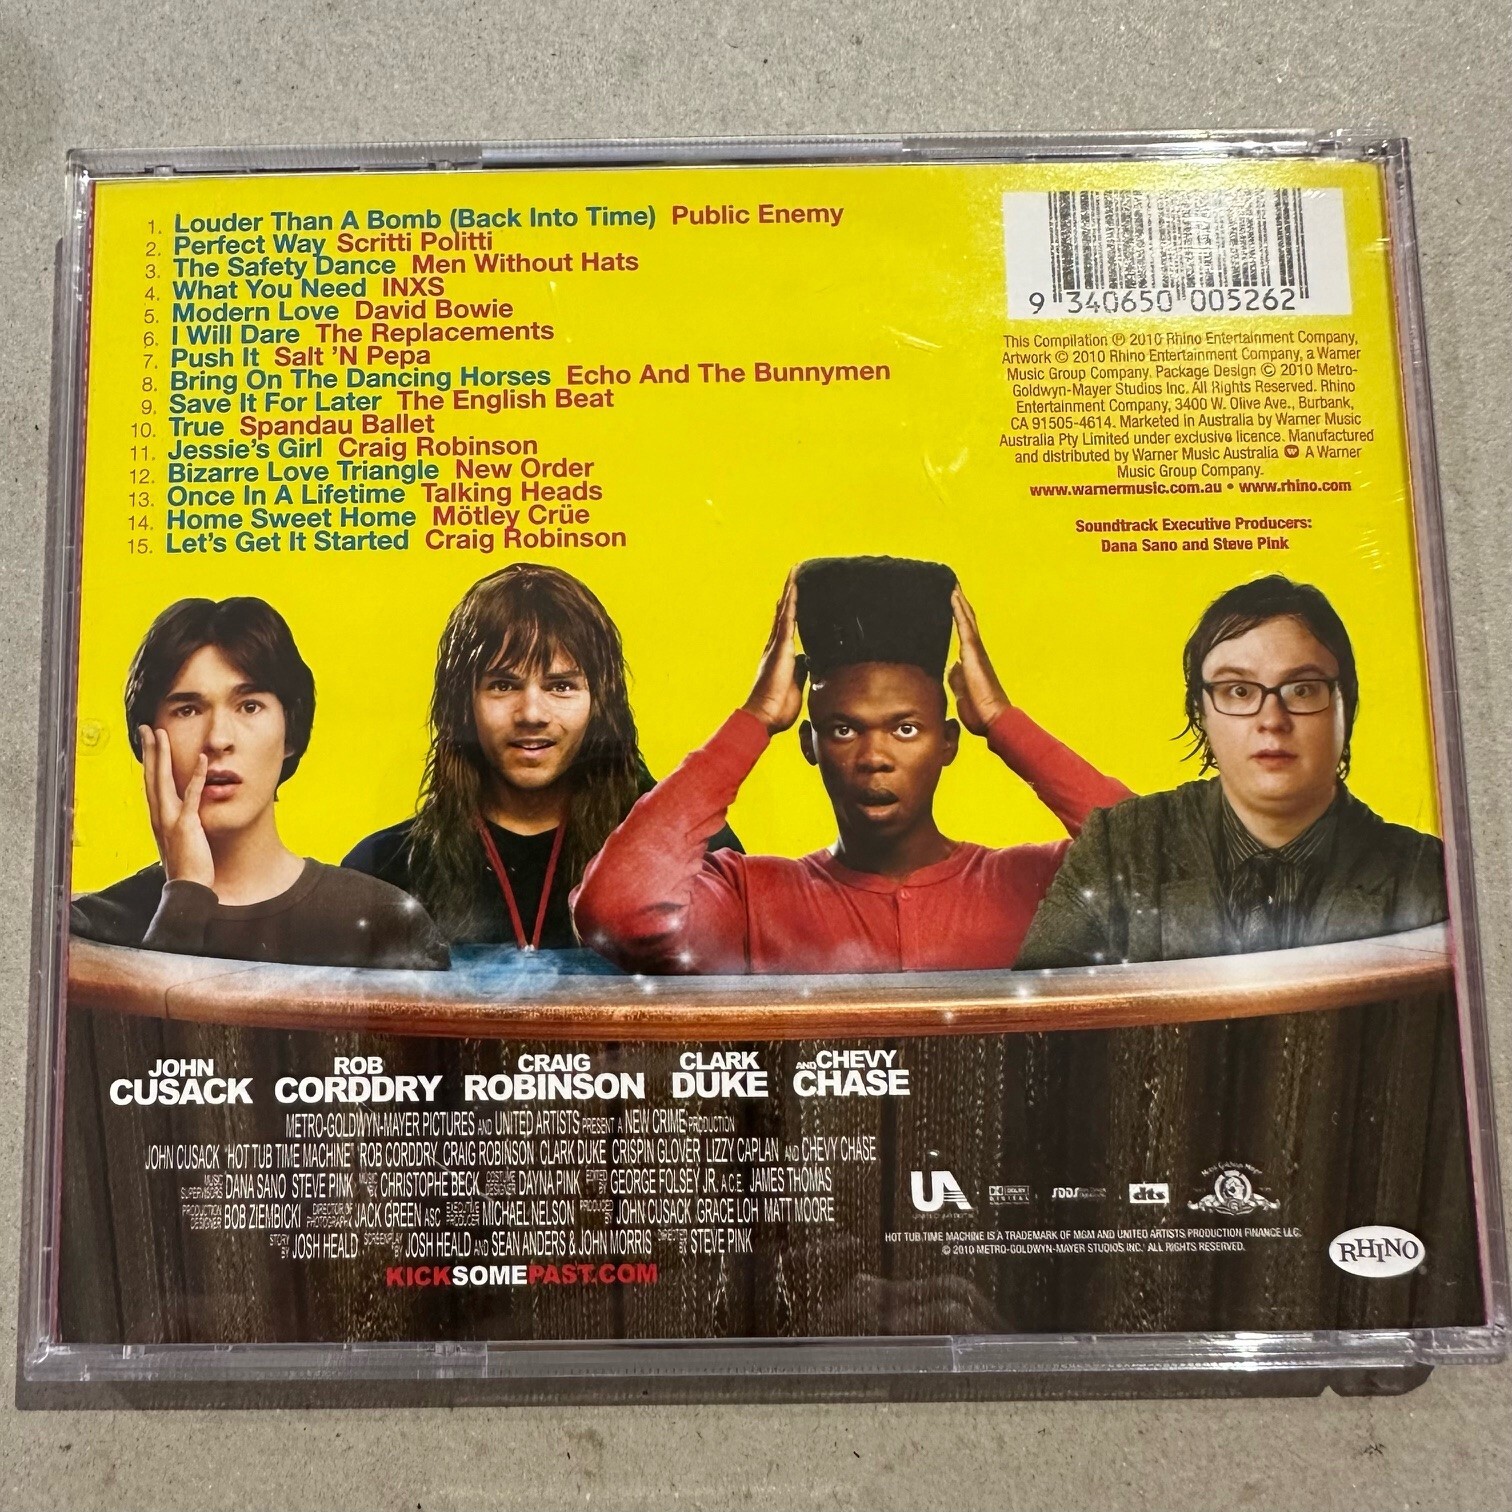 1. Louder Than A Bomb (Back Into Time) Public Enemy
2. Perfect Way Scritti Politti
3. The Safety Dance Men Without Hats
4. What You Need INXS
5. Modern Love David Bowie
6. I Will Dare The Replacements
7. Push It Salt 'N Pepa
8. Bring On The Dancing Horses Echo And The Bunnymen
9. Save It For Later The English Beat
10. True Spandau Ballet
11. Jessie's Girl Craig Robinson
12. Bizarre Love Triangle New Order
13. Once In A Lifetime Talking Heads
14. Home Sweet Home Mötley Crüe
15. Let's Get It Started Craig Robinson
9 340650 005262
This Compilation ℗ 2010 Rhino Entertainment Company,
Artwork © 2010 Rhino Entertainment Company, a Warner
Music Group Company. Package Design © 2010 Metro-
Goldwyn-Mayer Studios Inc. All Rights Reserved. Rhino
Entertainment Company, 3400 W. Olive Ave., Burbank,
CA 91505-4614. Marketed in Australia by Warner Music
Australia Pty Limited under exclusive licence. Manufactured
and distributed by Warner Music Australia A Warner
Music Group Company.
www.warnermusic.com.au • www.rhino.com
Soundtrack Executive Producers:
Dana Sano and Steve Pink
JOHN CUSACK ROB CORDDRY CRAIG ROBINSON CLARK DUKE AND CHEVY CHASE
METRO-GOLDWYN-MAYER PICTURES AND UNITED ARTISTS PRESENT A NEW CRIME PRODUCTION
JOHN CUSACK "HOT TUB TIME MACHINE" ROB CORDDRY CRAIG ROBINSON CLARK DUKE CRISPIN GLOVER LIZZY CAPLAN AND CHEVY CHASE
MUSIC SUPERVISORS DANA SANO STEVE PINK MUSIC BY CHRISTOPHE BECK COSTUME DESIGNER DAYNA PINK EDITED BY GEORGE FOLSEY JR. A.C.E. JAMES THOMAS
PRODUCTION DESIGNER BOB ZIEMBICKI DIRECTOR OF PHOTOGRAPHY JACK GREEN ASC EXECUTIVE PRODUCER MICHAEL NELSON PRODUCED BY JOHN CUSACK GRACE LOH MATT MOORE
STORY BY JOSH HEALD SCREENPLAY BY JOSH HEALD AND SEAN ANDERS & JOHN MORRIS DIRECTED BY STEVE PINK
KICKSOMEPAST.COM
UA DOLBY DIGITAL SDDS dts
HOT TUB TIME MACHINE IS A TRADEMARK OF MGM AND UNITED ARTISTS PRODUCTION FINANCE LLC.
© 2010 METRO-GOLDWYN-MAYER STUDIOS INC. ALL RIGHTS RESERVED.
RHINO